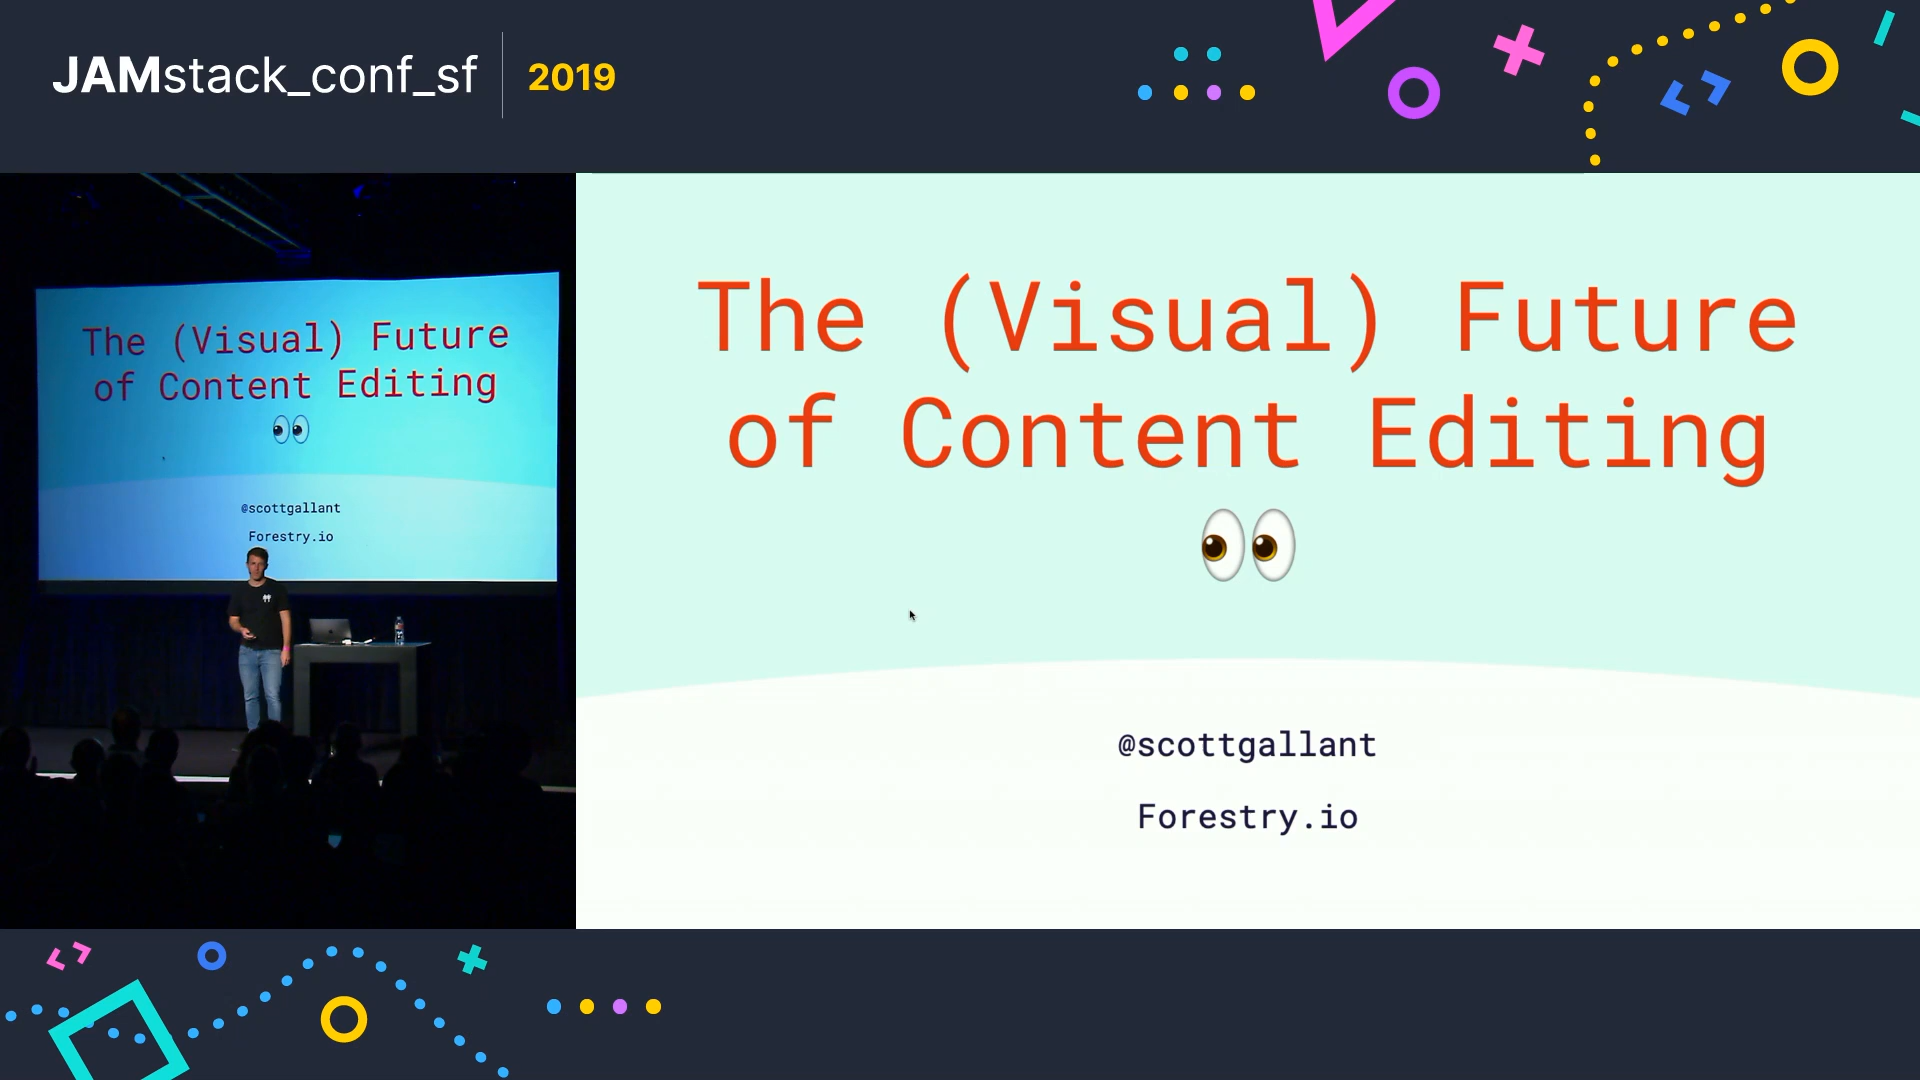 JAMstack_conf_sf 2019
The (Visual) Future
of Content Editing
@scottgallant
Forestry.io
The (Visual) Future
of Content Editing
@scottgallant
Forestry.io